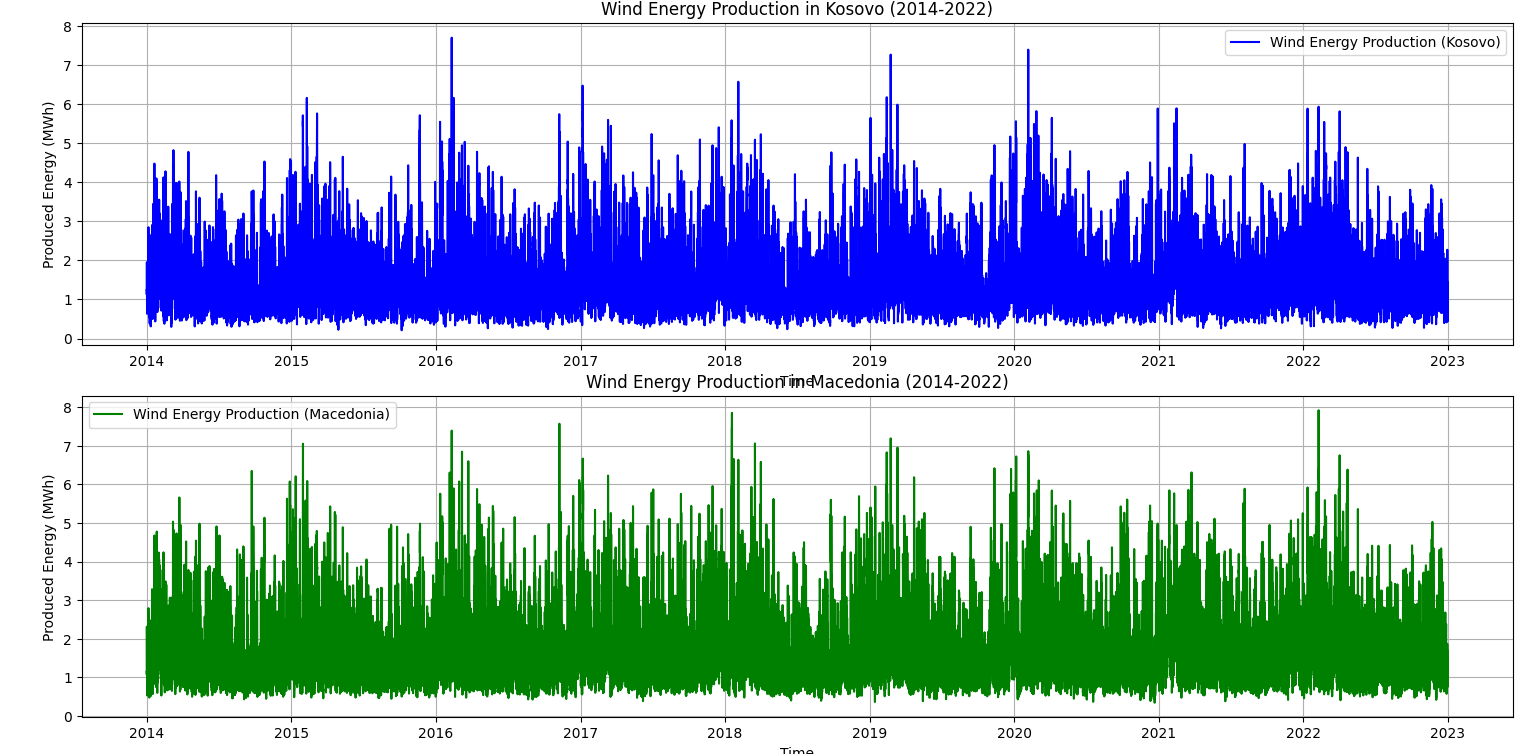 Wind Energy Production in Kosovo (2014-2022)
Wind Energy Production (Kosovo)
Produced Energy (MWh)
8
7
6
5
4
3
2
1
0
2014 2015 2016 2017 2018 2019 2020 2021 2022 2023
Time
Wind Energy Production in Macedonia (2014-2022)
Wind Energy Production (Macedonia)
Produced Energy (MWh)
8
7
6
5
4
3
2
1
0
2014 2015 2016 2017 2018 2019 2020 2021 2022 2023
Time